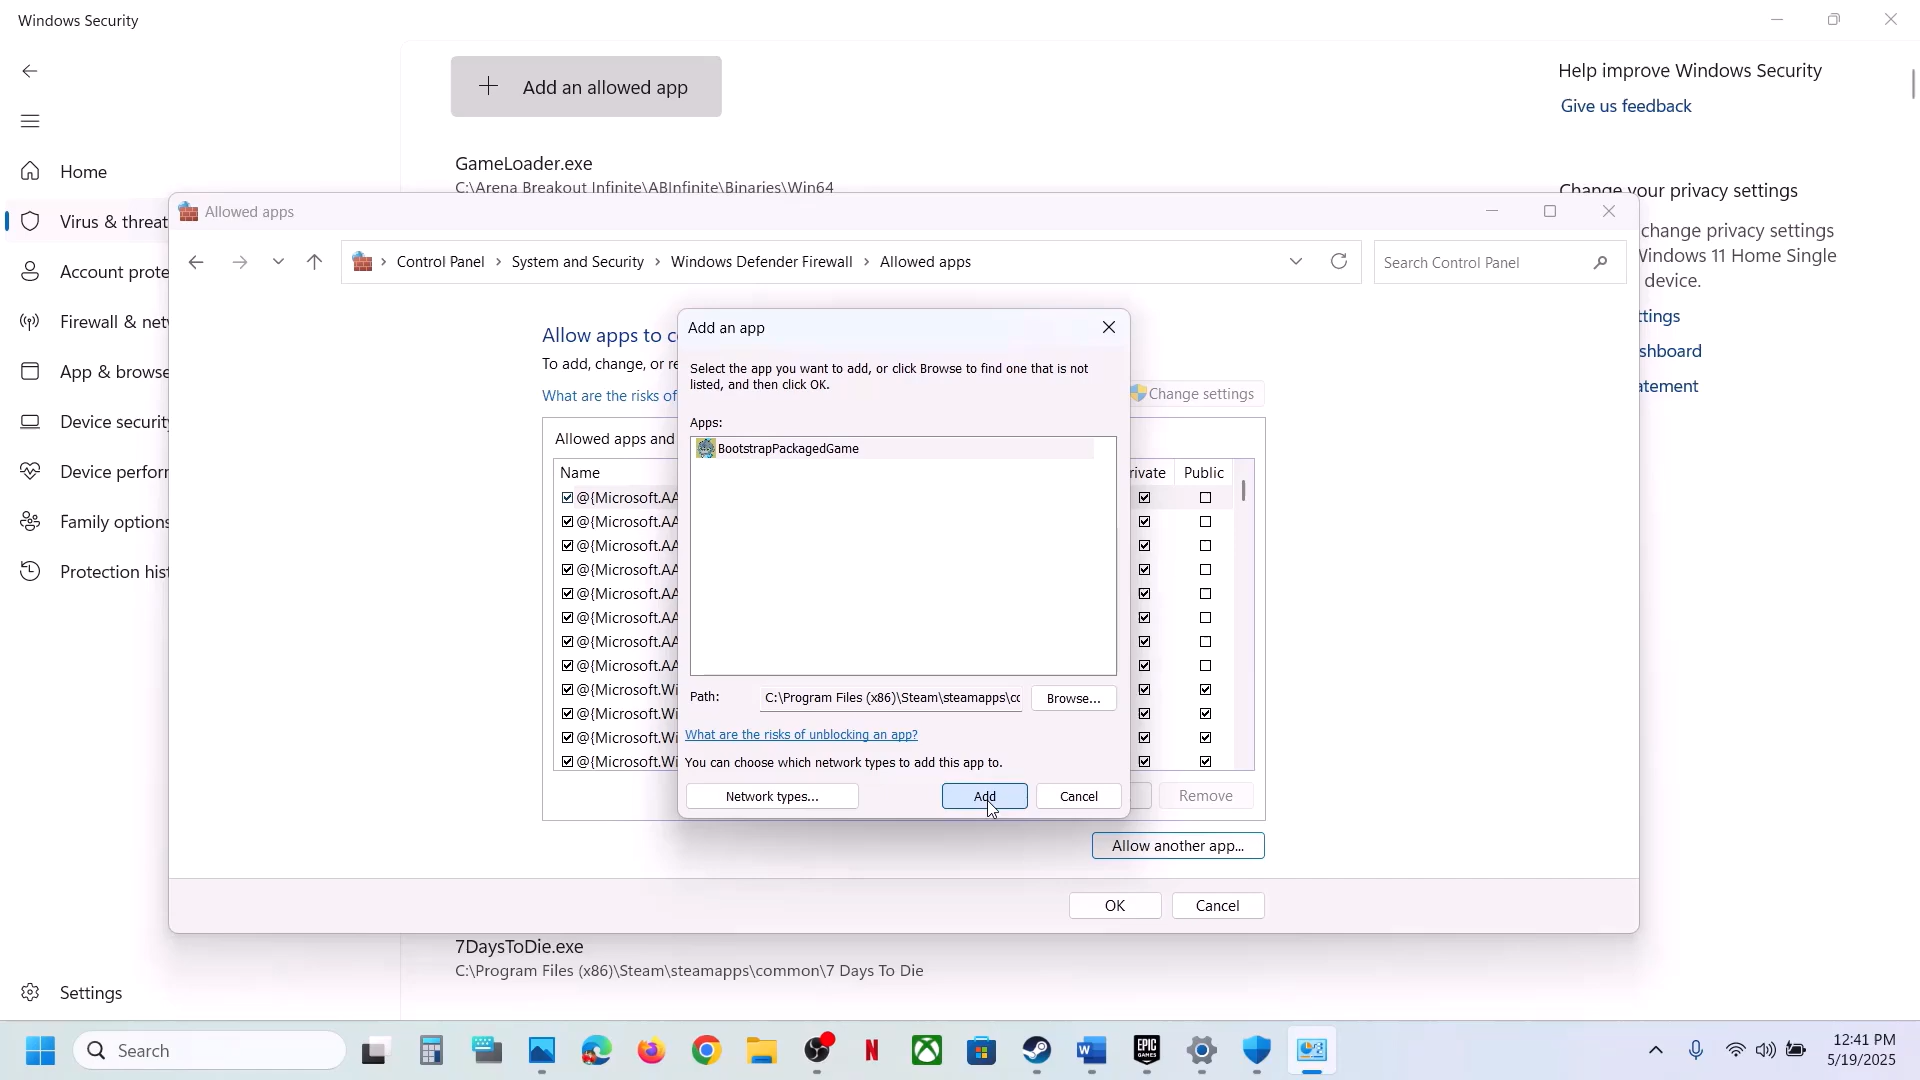 Windows Security
Add an allowed app
Help improve Windows Security
Give us feedback
GameLoader.exe
C:\Arena Breakout Infinite\ABInfinite\Binaries\Win64
Home
Virus & threat
Account prote
Firewall & net
App & browse
Device security
Device perforr
Family options
Protection hist
Settings
Change your privacy settings
change privacy settings
Windows 11 Home Single
device.
ttings
shboard
atement
Allowed apps
Control Panel > System and Security > Windows Defender Firewall > Allowed apps
Search Control Panel
Allow apps to c
To add, change, or re
What are the risks of
Change settings
Allowed apps and
Name
rivate
Public
@{Microsoft.AA
@{Microsoft.AA
@{Microsoft.AA
@{Microsoft.AA
@{Microsoft.AA
@{Microsoft.AA
@{Microsoft.AA
@{Microsoft.AA
@{Microsoft.Wi
@{Microsoft.Wi
@{Microsoft.Wi
@{Microsoft.Wi
Remove
Allow another app...
OK
Cancel
Add an app
Select the app you want to add, or click Browse to find one that is not
listed, and then click OK.
Apps:
BootstrapPackagedGame
Path:
C:\Program Files (x86)\Steam\steamapps\cc
Browse...
What are the risks of unblocking an app?
You can choose which network types to add this app to.
Network types...
Add
Cancel
7DaysToDie.exe
C:\Program Files (x86)\Steam\steamapps\common\7 Days To Die
Search
EPIC
GAMES
12:41 PM
5/19/2025